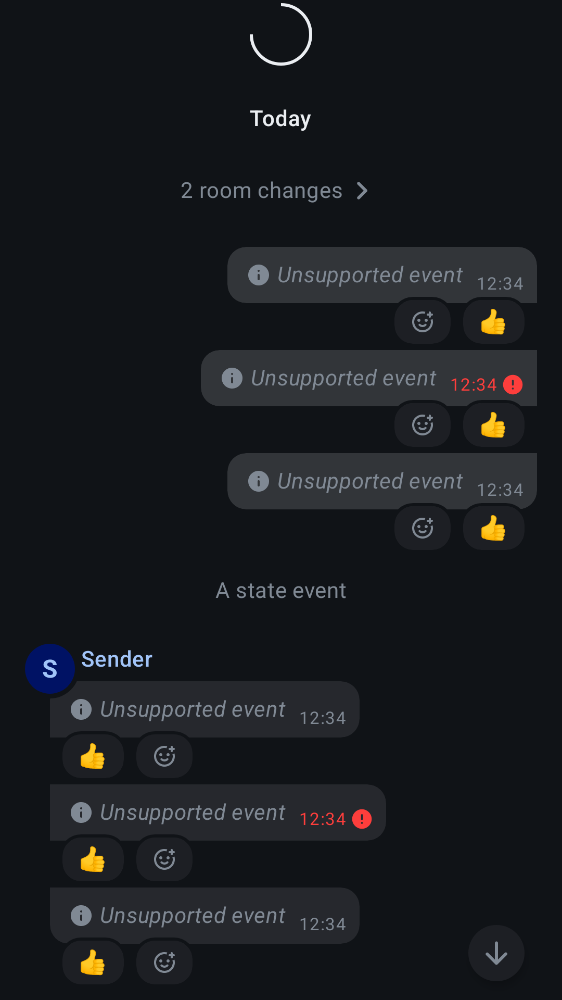 Today
2 room changes
Unsupported event 12:34
👍
Unsupported event 12:34
👍
Unsupported event 12:34
👍
A state event
S Sender
Unsupported event 12:34
👍
Unsupported event 12:34
👍
Unsupported event 12:34
👍